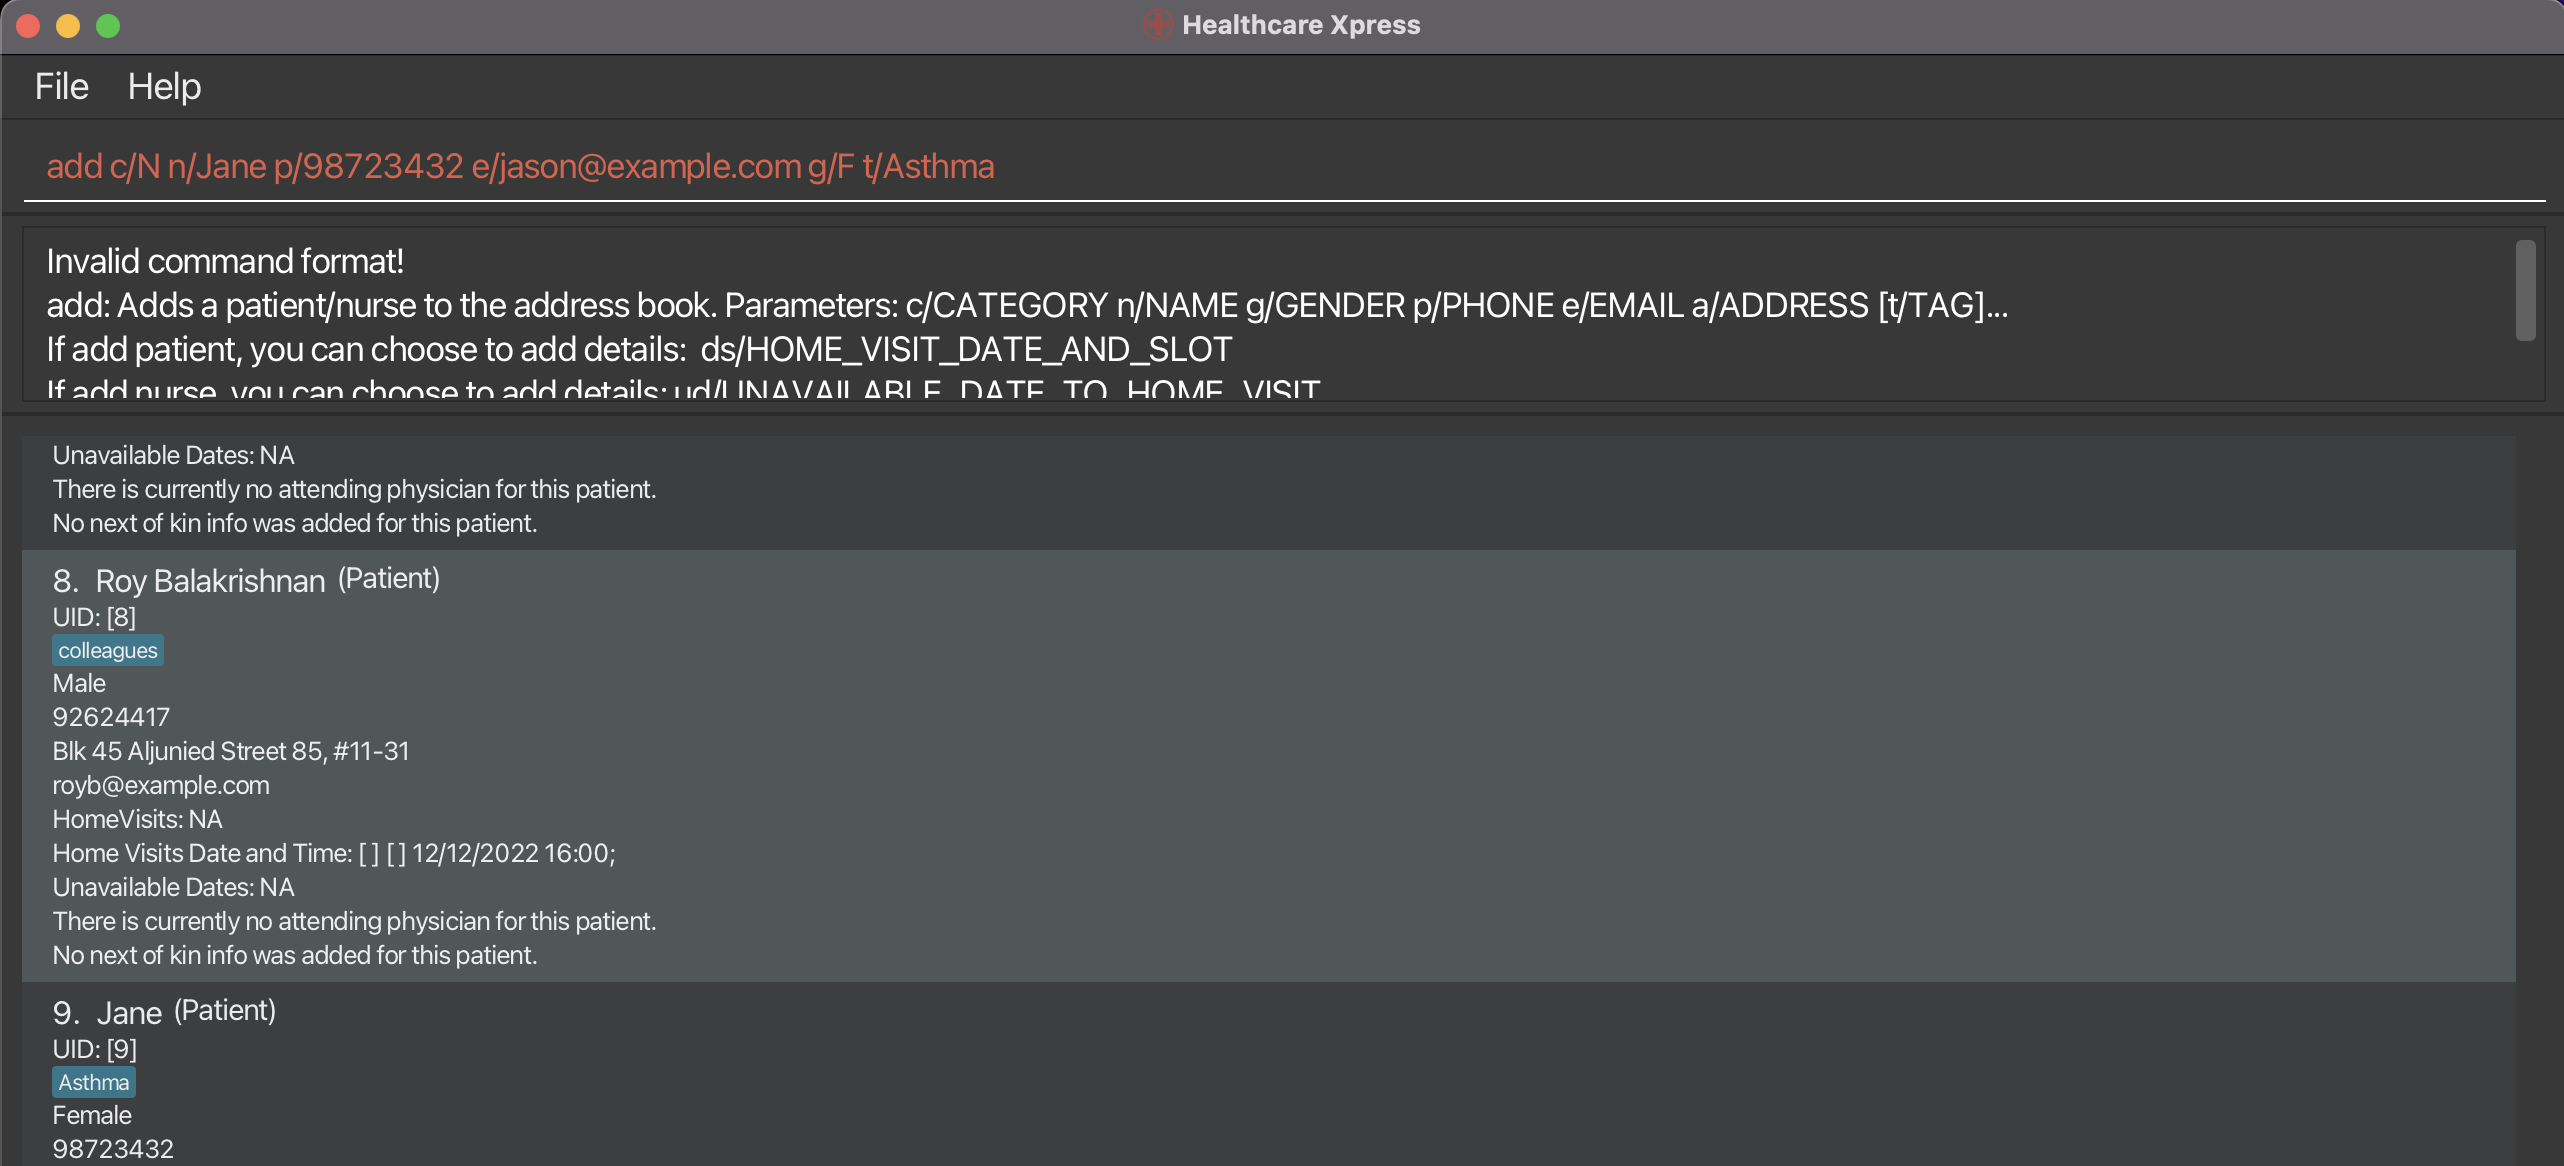 Healthcare Xpress
File Help
add c/N n/Jane p/98723432 e/jason@example.com g/F t/Asthma
Invalid command format!
add: Adds a patient/nurse to the address book. Parameters: c/CATEGORY n/NAME g/GENDER p/PHONE e/EMAIL a/ADDRESS [t/TAG]...
If add patient, you can choose to add details:  ds/HOME_VISIT_DATE_AND_SLOT
If add nurse, you can choose to add details: ud/UNAVAILABLE_DATE_TO_HOME_VISIT
Unavailable Dates: NA
There is currently no attending physician for this patient.
No next of kin info was added for this patient.
8. Roy Balakrishnan (Patient)
UID: [8]
colleagues
Male
92624417
Blk 45 Aljunied Street 85, #11-31
royb@example.com
HomeVisits: NA
Home Visits Date and Time: [ ] [ ] 12/12/2022 16:00;
Unavailable Dates: NA
There is currently no attending physician for this patient.
No next of kin info was added for this patient.
9. Jane (Patient)
UID: [9]
Asthma
Female
98723432